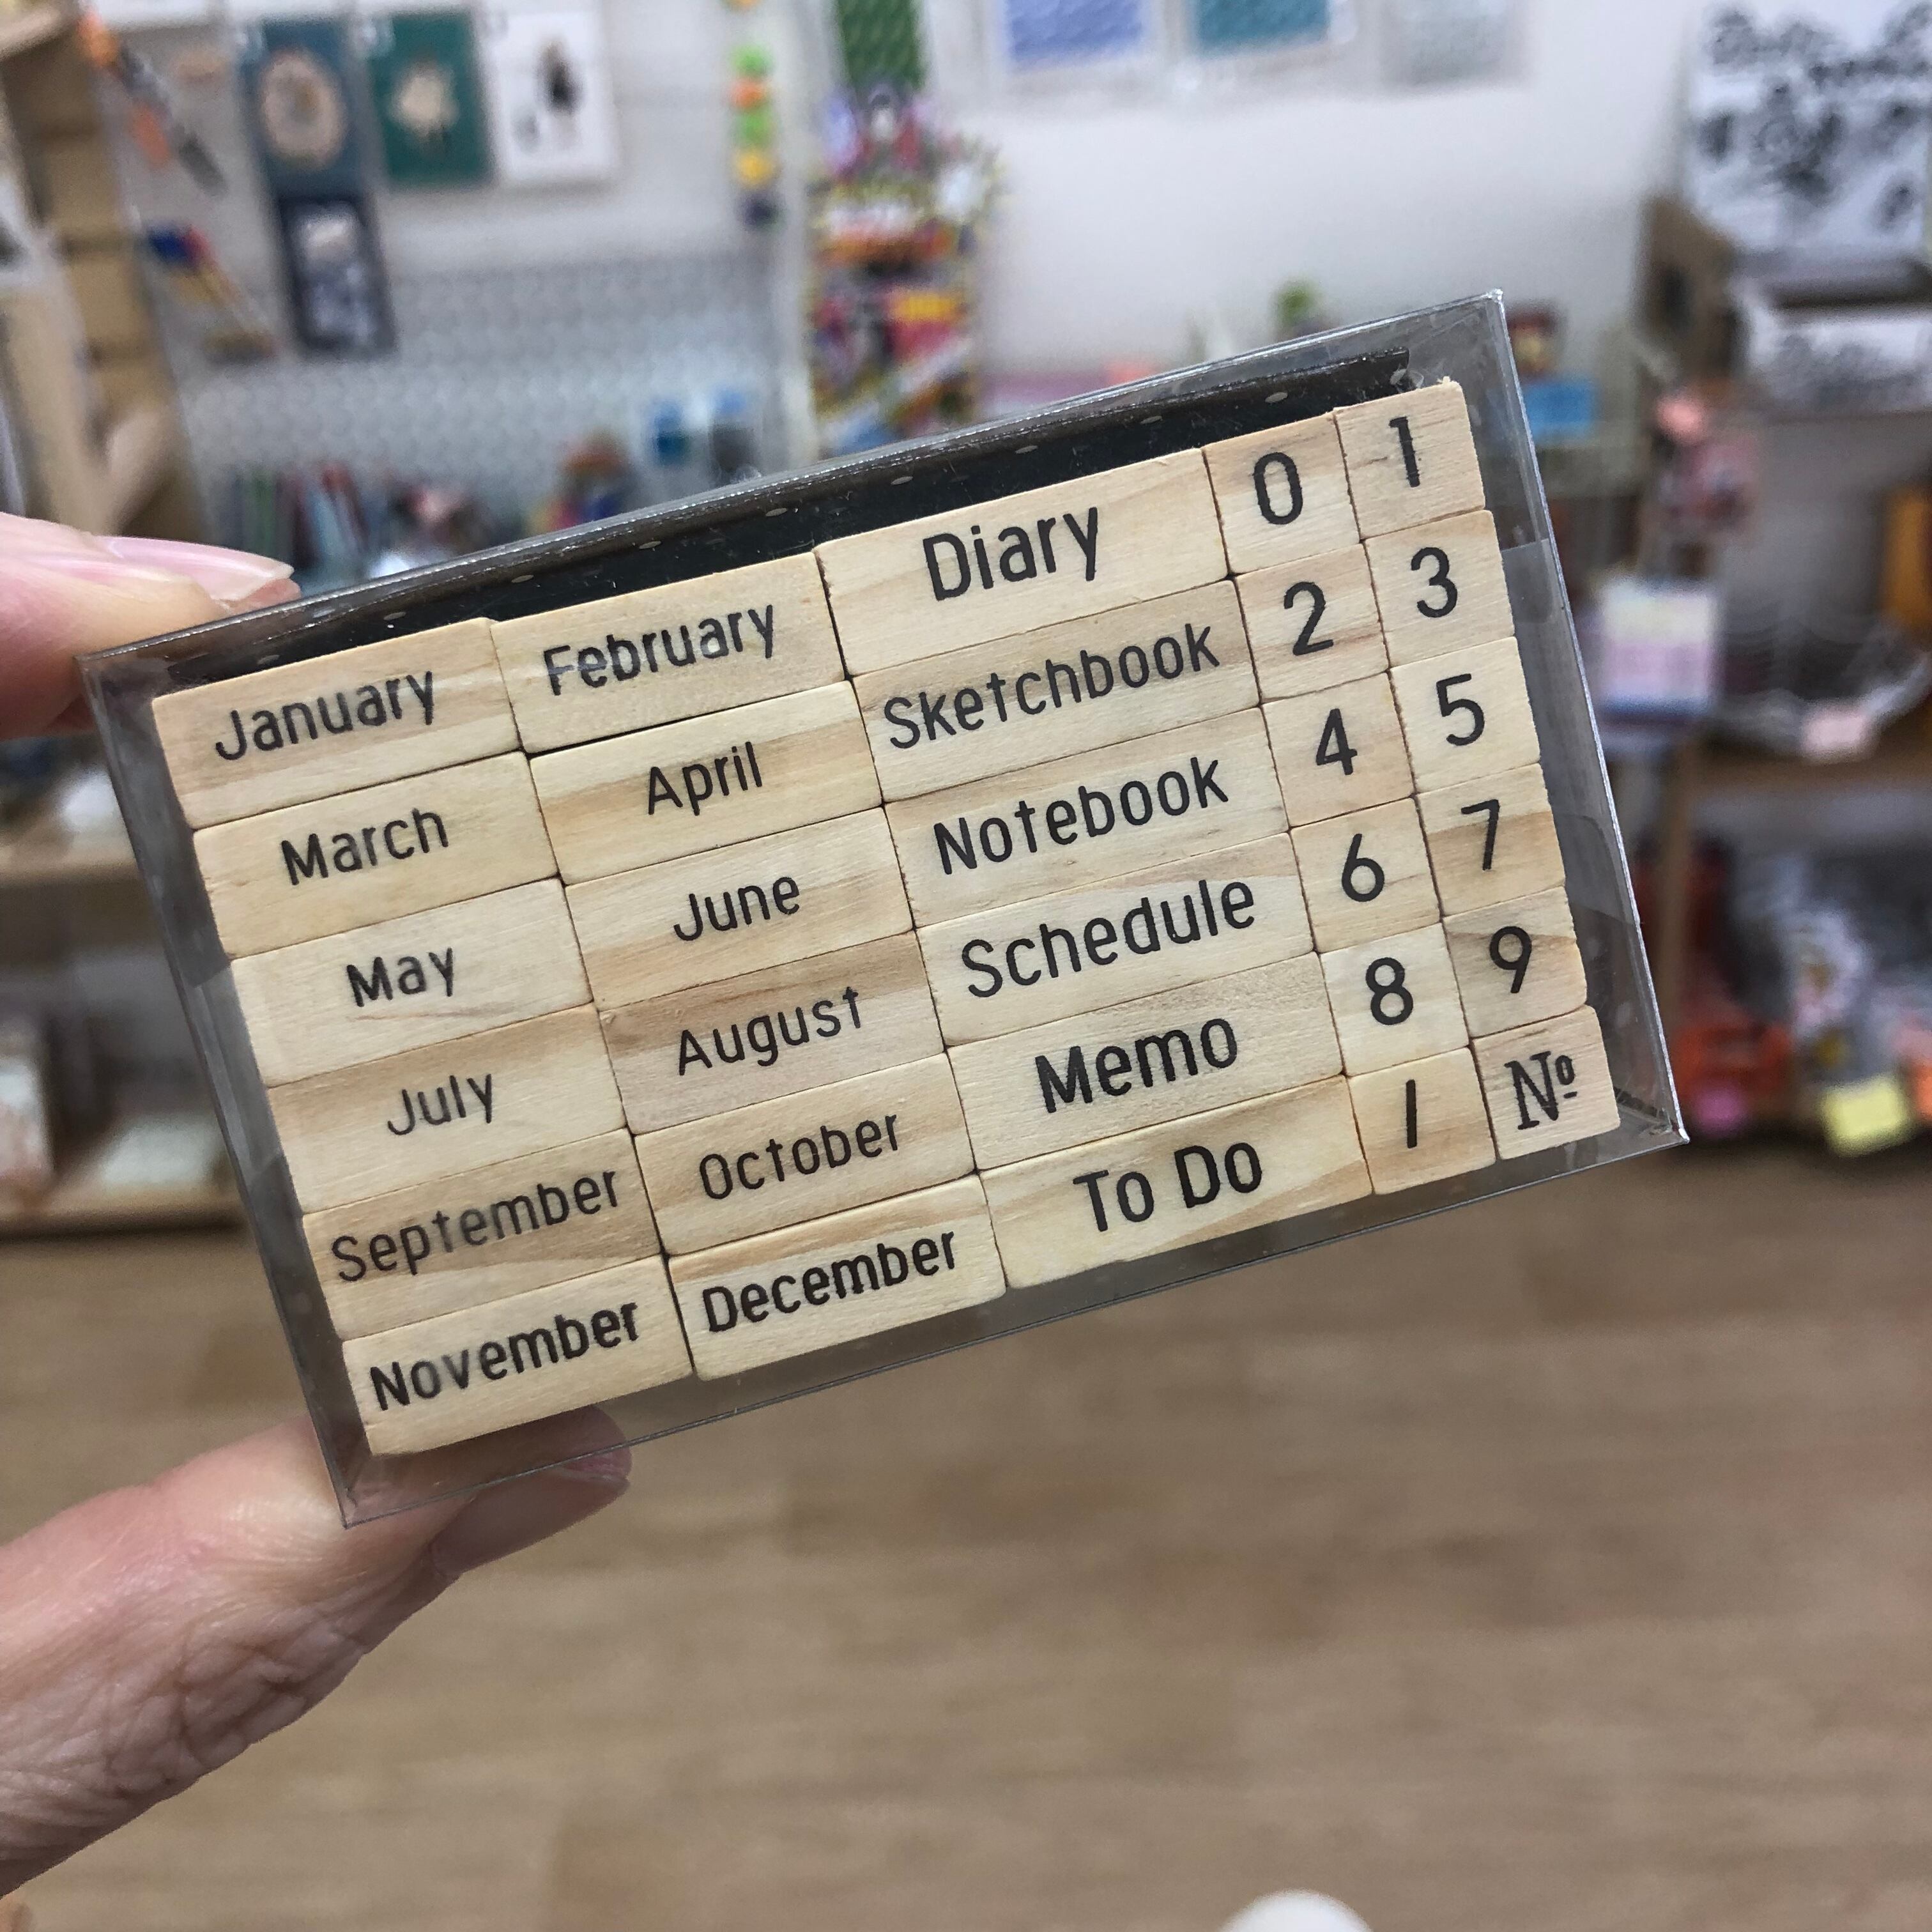 January February Diary 0 1
March April Sketchbook 2 3
May June Notebook 4 5
July August Schedule 6 7
September October Memo 8 9
November December To Do / Nº